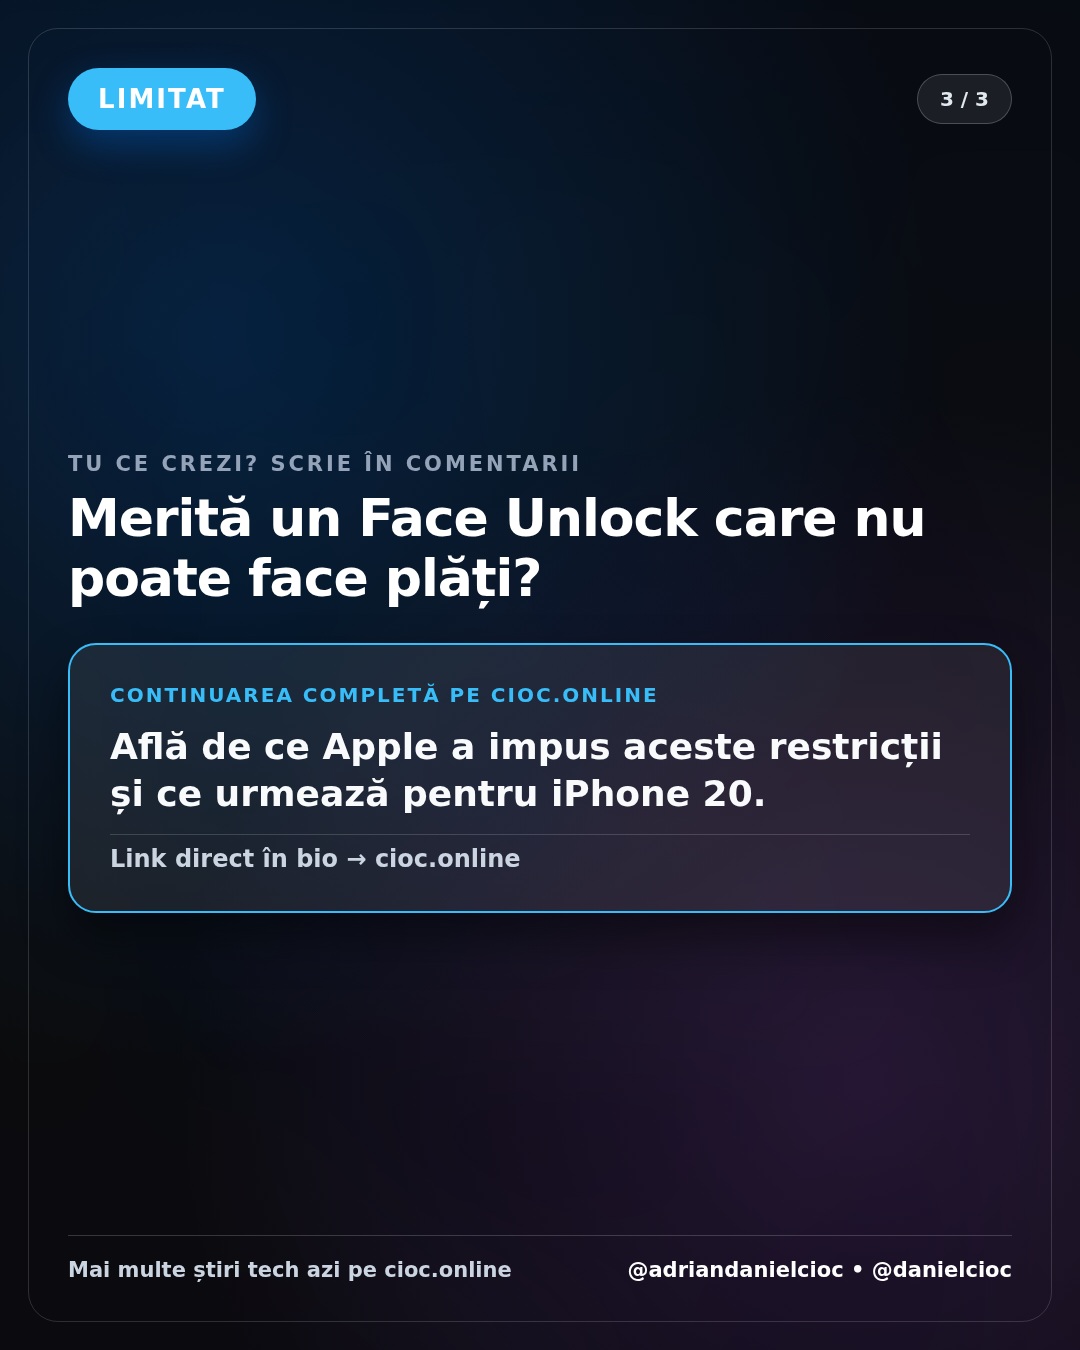 LIMITAT
3 / 3
TU CE CREZI? SCRIE ÎN COMENTARII
Merită un Face Unlock care nu
poate face plăți?
CONTINUAREA COMPLETĂ PE CIOC.ONLINE
Află de ce Apple a impus aceste restricții
și ce urmează pentru iPhone 20.
Link direct în bio → cioc.online
Mai multe știri tech azi pe cioc.online
@adriandanielcioc • @danielcioc